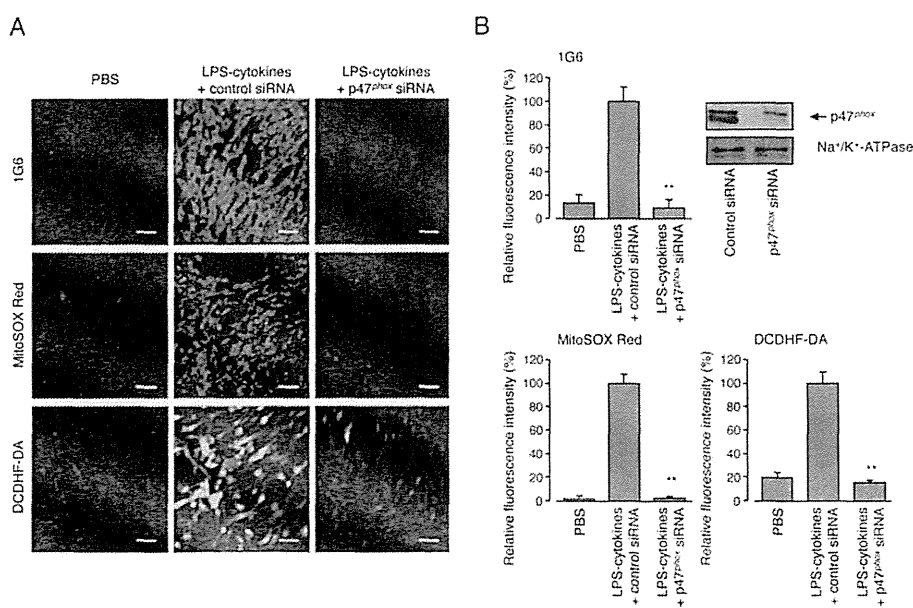 A
PBS
LPS-cytokines
+ control siRNA
LPS-cytokines
+ p47phox siRNA
1G6
MitoSOX Red
DCDHF-DA
B
1G6
Relative fluorescence intensity (%)
120
100
80
60
40
20
0
**
PBS
LPS-cytokines
+ control siRNA
LPS-cytokines
+ p47phox siRNA
p47phox
Na+/K+-ATPase
Control siRNA
p47phox siRNA
MitoSOX Red
Relative fluorescence intensity (%)
120
100
80
60
40
20
0
**
PBS
LPS-cytokines
+ control siRNA
LPS-cytokines
+ p47phox siRNA
DCDHF-DA
Relative fluorescence intensity (%)
120
100
80
60
40
20
0
**
PBS
LPS-cytokines
+ control siRNA
LPS-cytokines
+ p47phox siRNA